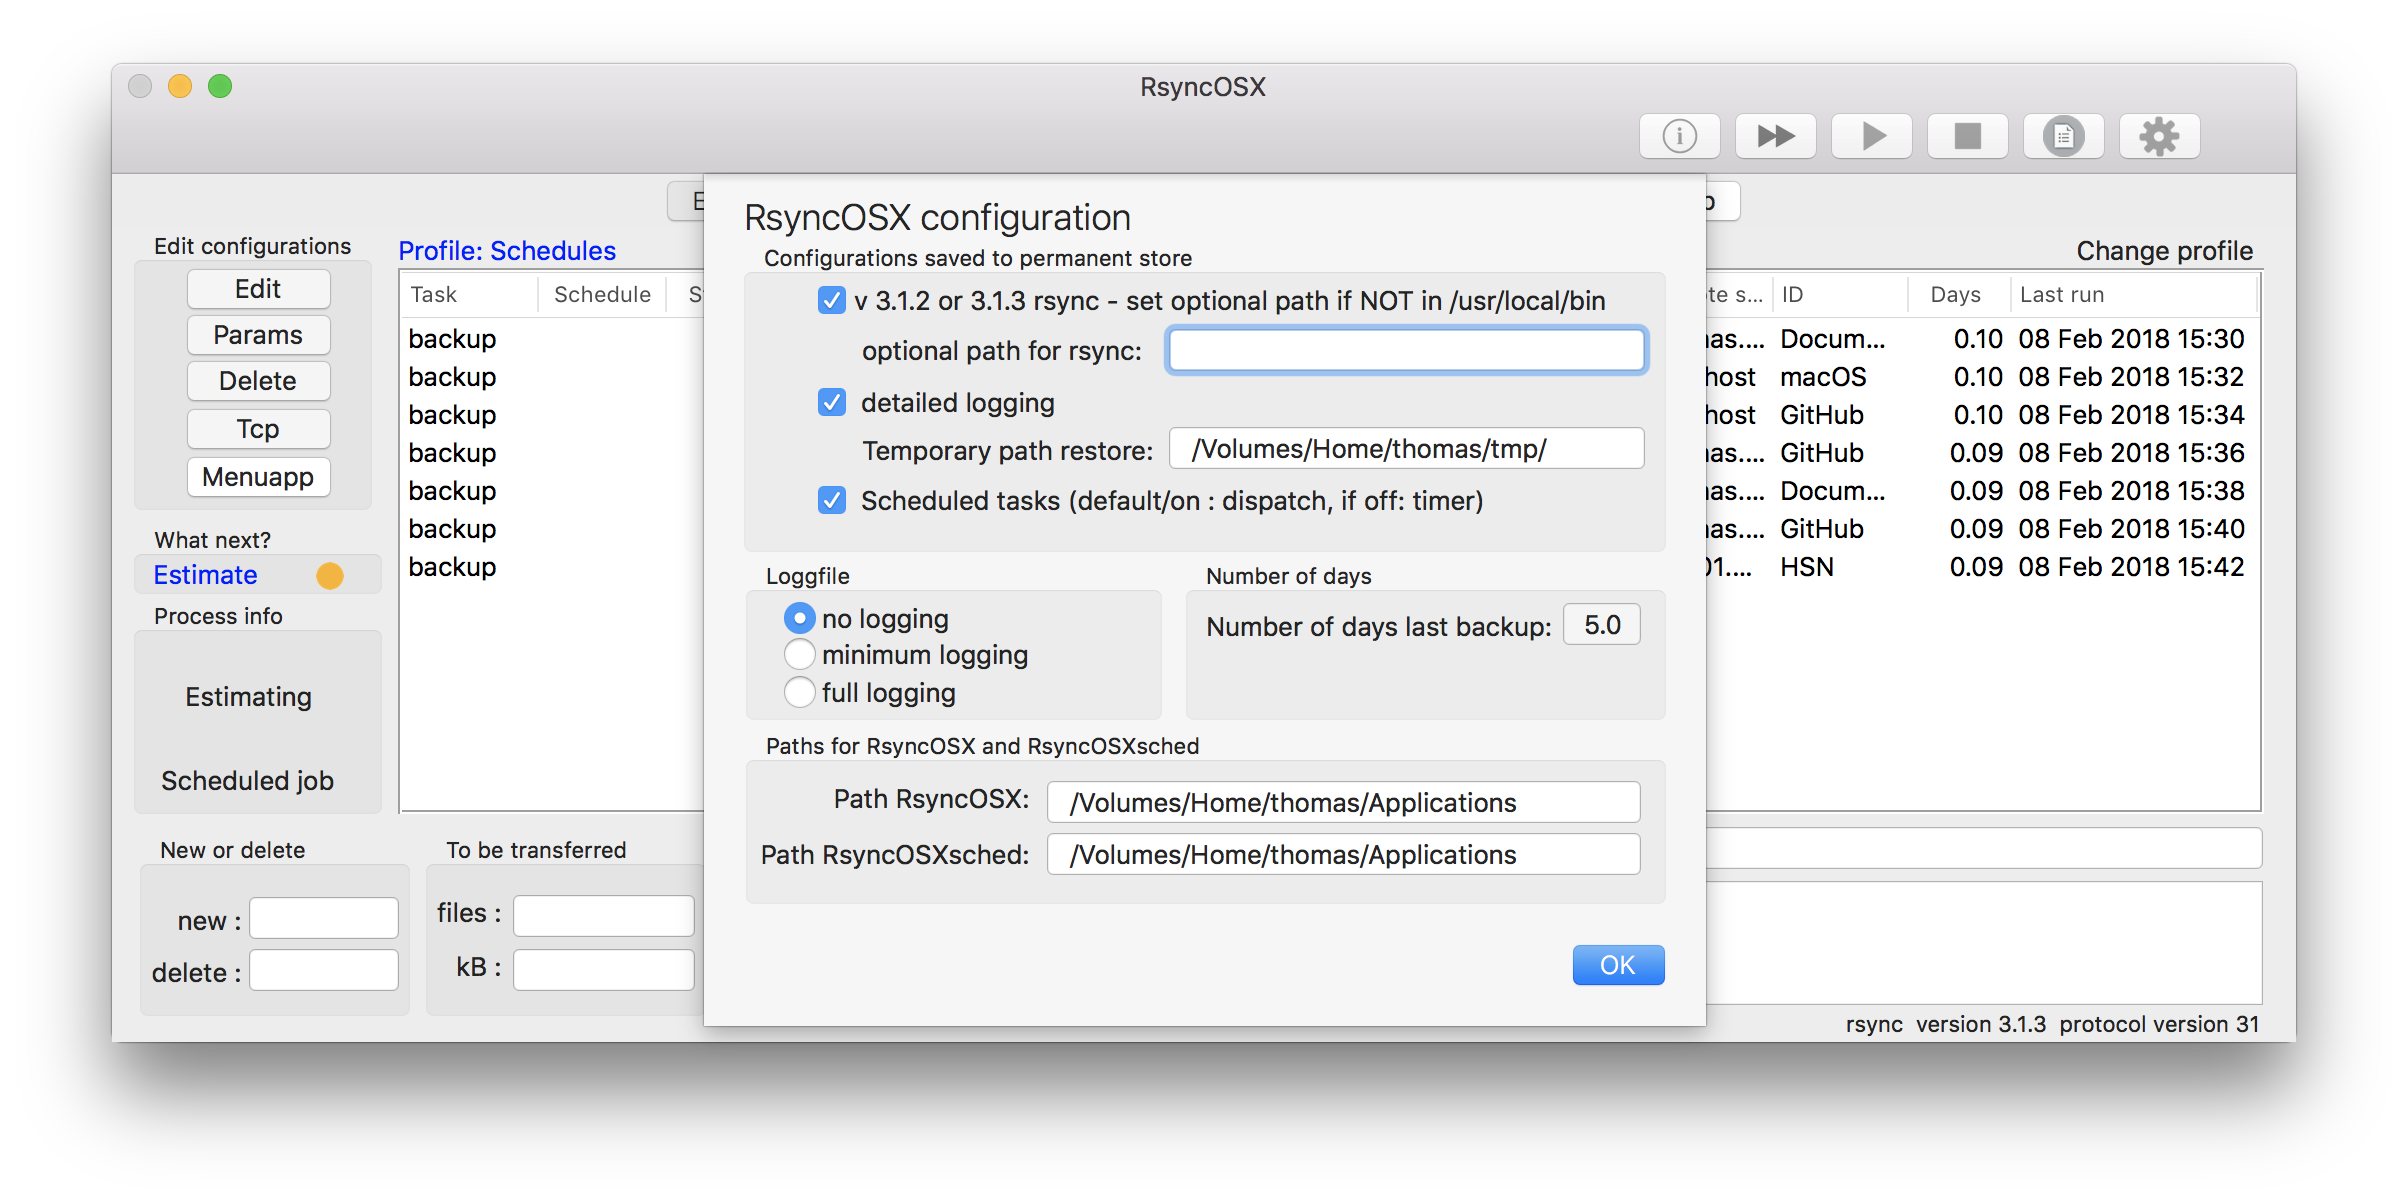 RsyncOSX
RsyncOSX configuration
Configurations saved to permanent store
v 3.1.2 or 3.1.3 rsync - set optional path if NOT in /usr/local/bin
optional path for rsync:
detailed logging
Temporary path restore: /Volumes/Home/thomas/tmp/
Scheduled tasks (default/on : dispatch, if off: timer)
Loggfile
no logging
minimum logging
full logging
Number of days
Number of days last backup: 5.0
Paths for RsyncOSX and RsyncOSXsched
Path RsyncOSX: /Volumes/Home/thomas/Applications
Path RsyncOSXsched: /Volumes/Home/thomas/Applications
OK
Edit configurations
Edit
Params
Delete
Tcp
Menuapp
What next?
Estimate
Process info
Estimating
Scheduled job
New or delete
new :
delete :
To be transferred
files :
kB :
Profile: Schedules
Change profile
Task Schedule
backup
backup
backup
backup
backup
backup
backup
ID Days Last run
Docum... 0.10 08 Feb 2018 15:30
host macOS 0.10 08 Feb 2018 15:32
host GitHub 0.10 08 Feb 2018 15:34
GitHub 0.09 08 Feb 2018 15:36
Docum... 0.09 08 Feb 2018 15:38
GitHub 0.09 08 Feb 2018 15:40
HSN 0.09 08 Feb 2018 15:42
rsync version 3.1.3 protocol version 31